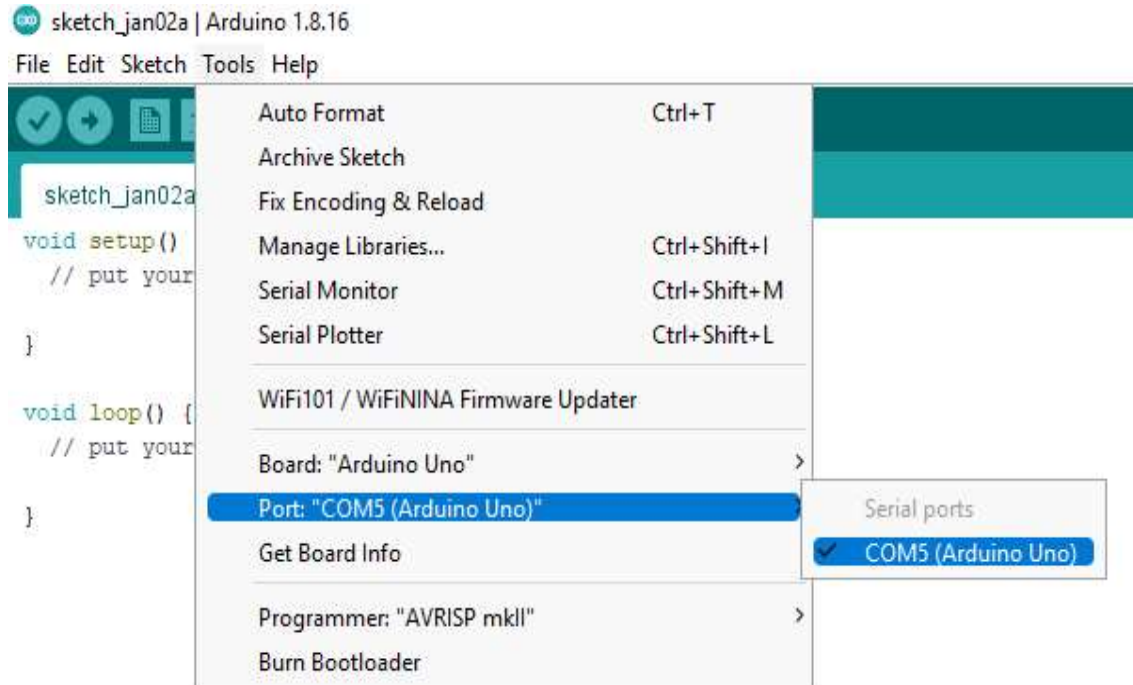 sketch_jan02a | Arduino 1.8.16
File Edit Sketch Tools Help
sketch_jan02a
void setup()
// put your
}
void loop() {
// put your
}
Auto Format Ctrl+T
Archive Sketch
Fix Encoding & Reload
Manage Libraries... Ctrl+Shift+I
Serial Monitor Ctrl+Shift+M
Serial Plotter Ctrl+Shift+L
WiFi101 / WiFiNINA Firmware Updater
Board: "Arduino Uno"
Port: "COM5 (Arduino Uno)"
Get Board Info
Programmer: "AVRISP mkII"
Burn Bootloader
Serial ports
COM5 (Arduino Uno)